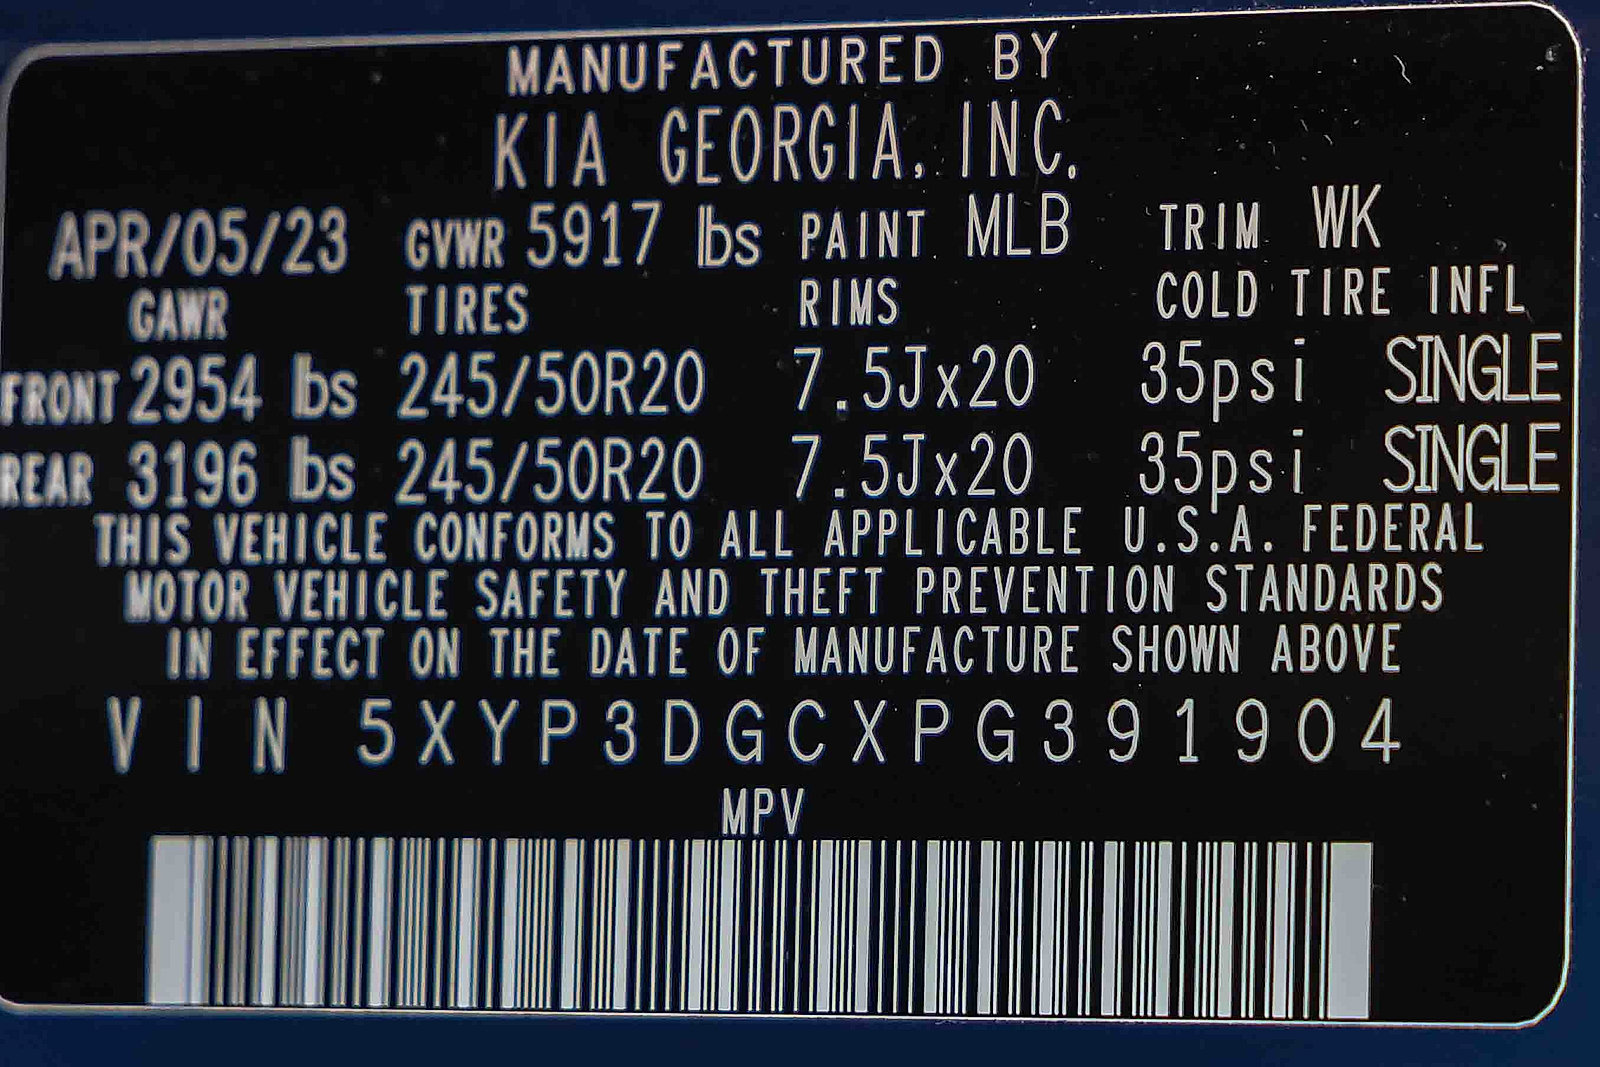 MANUFACTURED BY
KIA GEORGIA, INC.
APR/05/23 GVWR 5917 lbs PAINT MLB TRIM WK
GAWR TIRES RIMS COLD TIRE INFL
FRONT 2954 lbs 245/50R20 7.5Jx20 35psi SINGLE
REAR 3196 lbs 245/50R20 7.5Jx20 35psi SINGLE
THIS VEHICLE CONFORMS TO ALL APPLICABLE U.S.A. FEDERAL
MOTOR VEHICLE SAFETY AND THEFT PREVENTION STANDARDS
IN EFFECT ON THE DATE OF MANUFACTURE SHOWN ABOVE
VIN 5XYP3DGCXPG391904
MPV